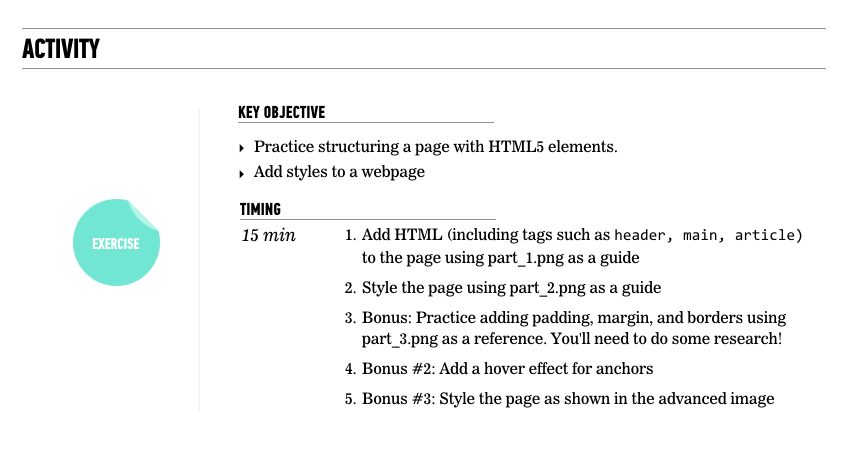 ACTIVITY
KEY OBJECTIVE
Practice structuring a page with HTML5 elements.
Add styles to a webpage
TIMING
EXERCISE
15 min
1. Add HTML (including tags such as header, main, article)
to the page using part_1.png as a guide
2. Style the page using part_2.png as a guide
3. Bonus: Practice adding padding, margin, and borders using
part_3.png as a reference. You'll need to do some research!
4. Bonus #2: Add a hover effect for anchors
5. Bonus #3: Style the page as shown in the advanced image